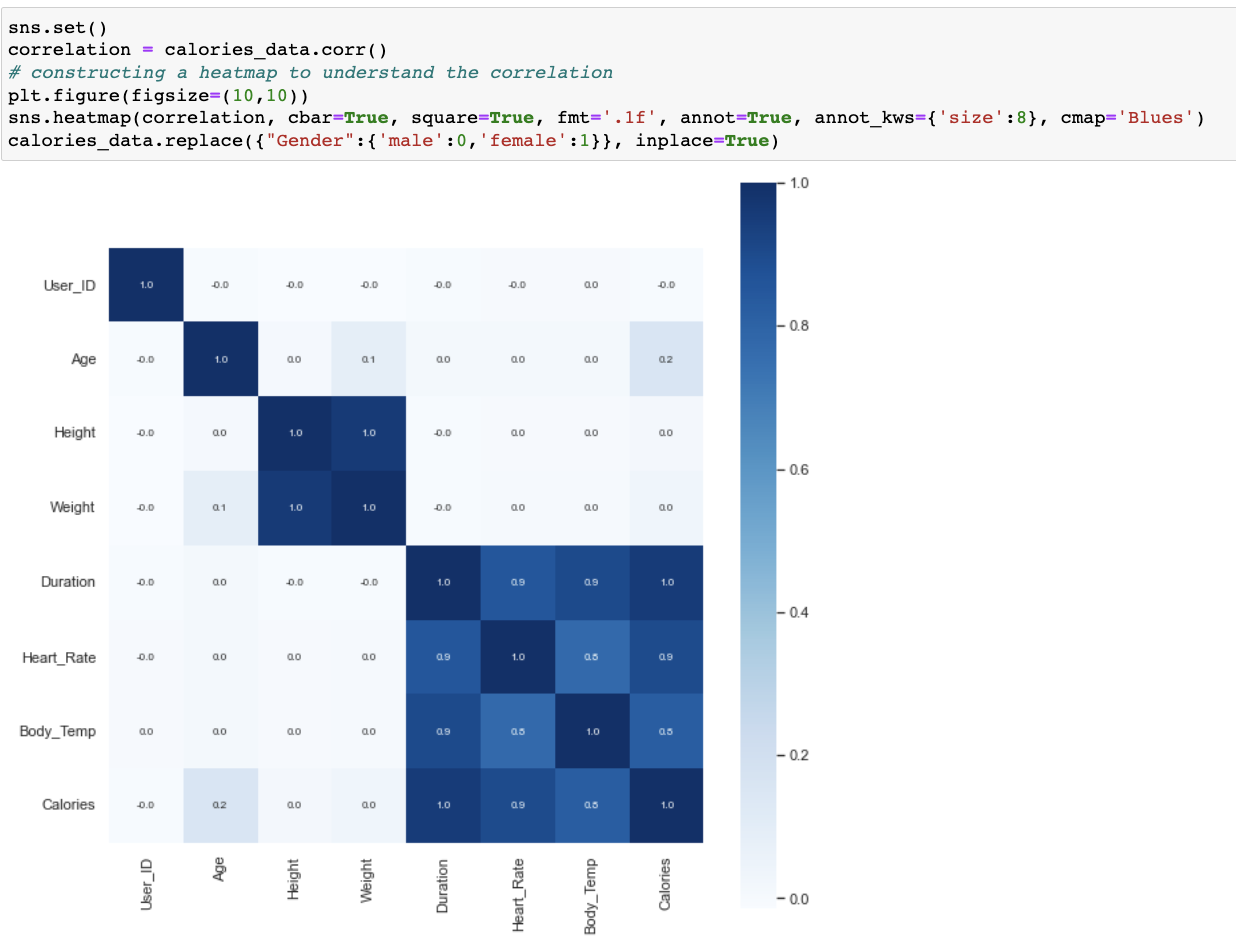 sns.set()
correlation = calories_data.corr()
# constructing a heatmap to understand the correlation
plt.figure(figsize=(10,10))
sns.heatmap(correlation, cbar=True, square=True, fmt='.1f', annot=True, annot_kws={'size':8}, cmap='Blues')
calories_data.replace({"Gender":{'male':0,'female':1}}, inplace=True)
1.0
User_ID 1.0 -0.0 -0.0 -0.0 -0.0 -0.0 0.0 -0.0
0.8
Age -0.0 1.0 0.0 0.1 0.0 0.0 0.0 0.2
Height -0.0 0.0 1.0 1.0 -0.0 0.0 0.0 0.0
0.6
Weight -0.0 0.1 1.0 1.0 -0.0 0.0 0.0 0.0
Duration -0.0 0.0 -0.0 -0.0 1.0 0.9 0.9 1.0
0.4
Heart_Rate -0.0 0.0 0.0 0.0 0.9 1.0 0.8 0.9
Body_Temp 0.0 0.0 0.0 0.0 0.9 0.8 1.0 0.8
0.2
Calories -0.0 0.2 0.0 0.0 1.0 0.9 0.8 1.0
0.0
User_ID Age Height Weight Duration Heart_Rate Body_Temp Calories